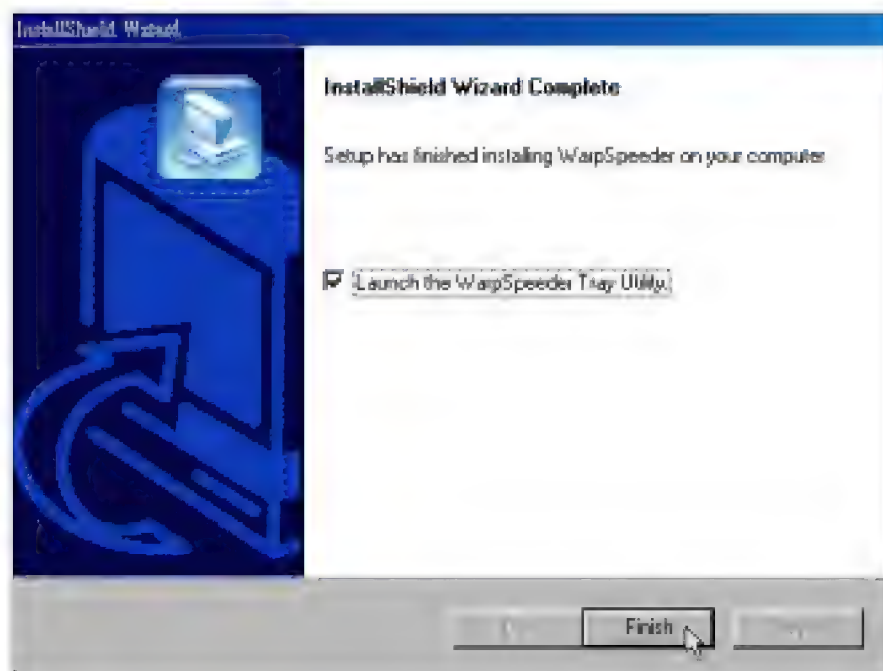 InstallShield Wizard
InstallShield Wizard Complete
Setup has finished installing WarpSpeeder on your computer.
Launch the WarpSpeeder Tray Utility.
Finish